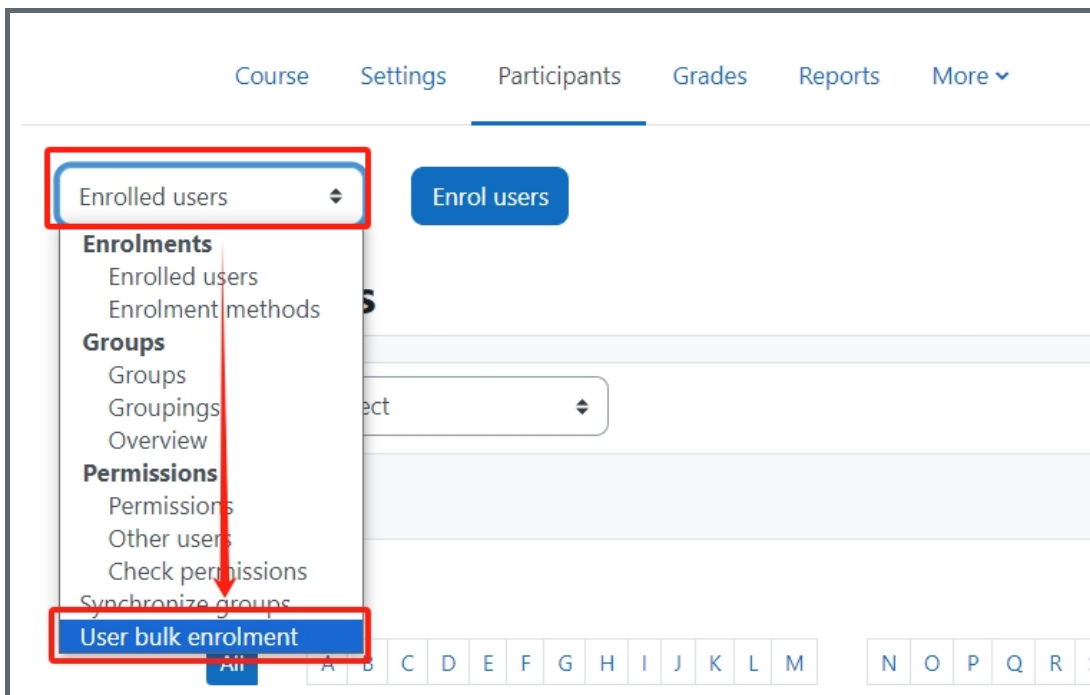 Course Settings Participants Grades Reports More
Enrolled users Enrol users
Enrolments
Enrolled users
Enrolment methods
s
Groups
Groups
Groupings
ect
Overview
Permissions
Permissions
Other users
Check permissions
Synchronize groups
User bulk enrolment
All A B C D E F G H I J K L M N O P Q R